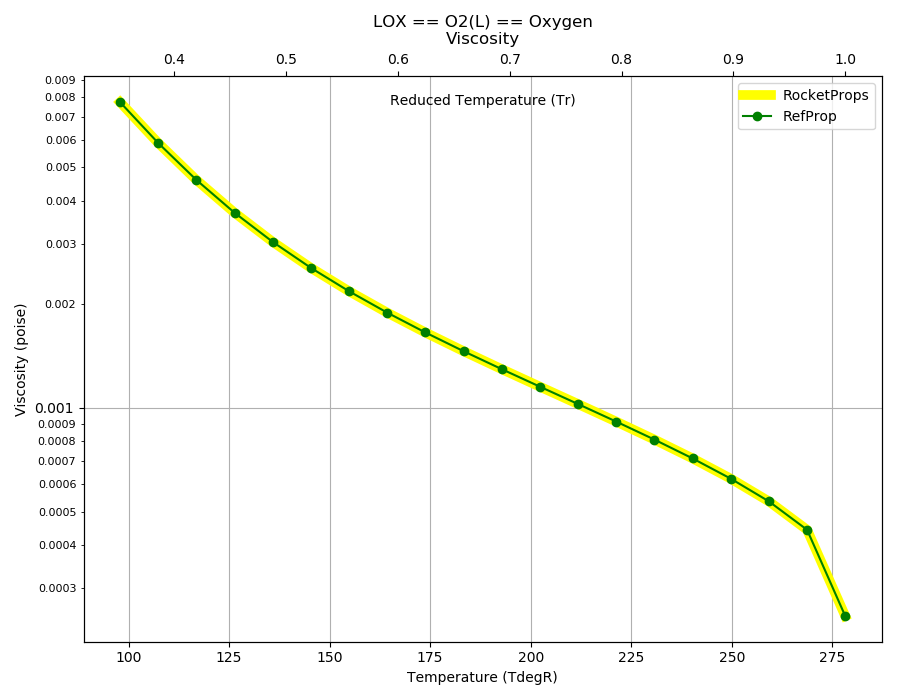 LOX == O2(L) == Oxygen
Viscosity
0.4 0.5 0.6 0.7 0.8 0.9 1.0
Reduced Temperature (Tr)
RocketProps
RefProp
0.009
0.008
0.007
0.006
0.005
0.004
0.003
0.002
0.001
0.0009
0.0008
0.0007
0.0006
0.0005
0.0004
0.0003
Viscosity (poise)
100 125 150 175 200 225 250 275
Temperature (TdegR)